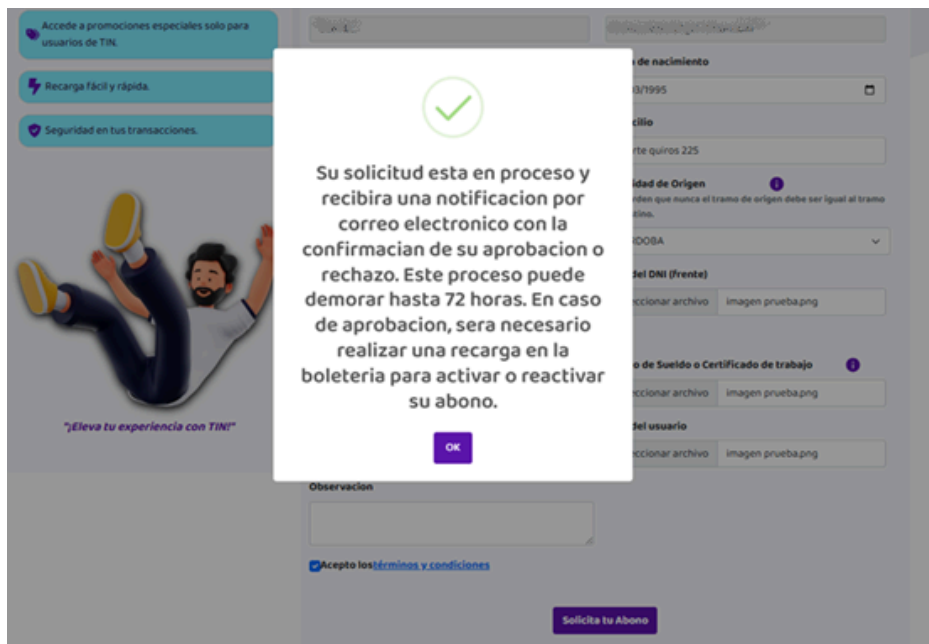 Accede a promociones especiales solo para
usuarios de TIN.
Recarga fácil y rápida.
Seguridad en tus transacciones.
"¡Eleva tu experiencia con TIN!"
Su solicitud esta en proceso y
recibira una notificacion por
correo electronico con la
confirmacian de su aprobacion o
rechazo. Este proceso puede
demorar hasta 72 horas. En caso
de aprobacion, sera necesario
realizar una recarga en la
boleteria para activar o reactivar
su abono.
OK
de nacimiento
03/1995
cilio
rte quiros 225
idad de Origen
rden que nunca el tramo de origen debe ser igual al tramo
tino.
DOBA
del DNI (frente)
eccionar archivo imagen prueba.png
o de Sueldo o Certificado de trabajo
eccionar archivo imagen prueba.png
del usuario
eccionar archivo imagen prueba.png
Observacion
Acepto los términos y condiciones
Solicita tu Abono